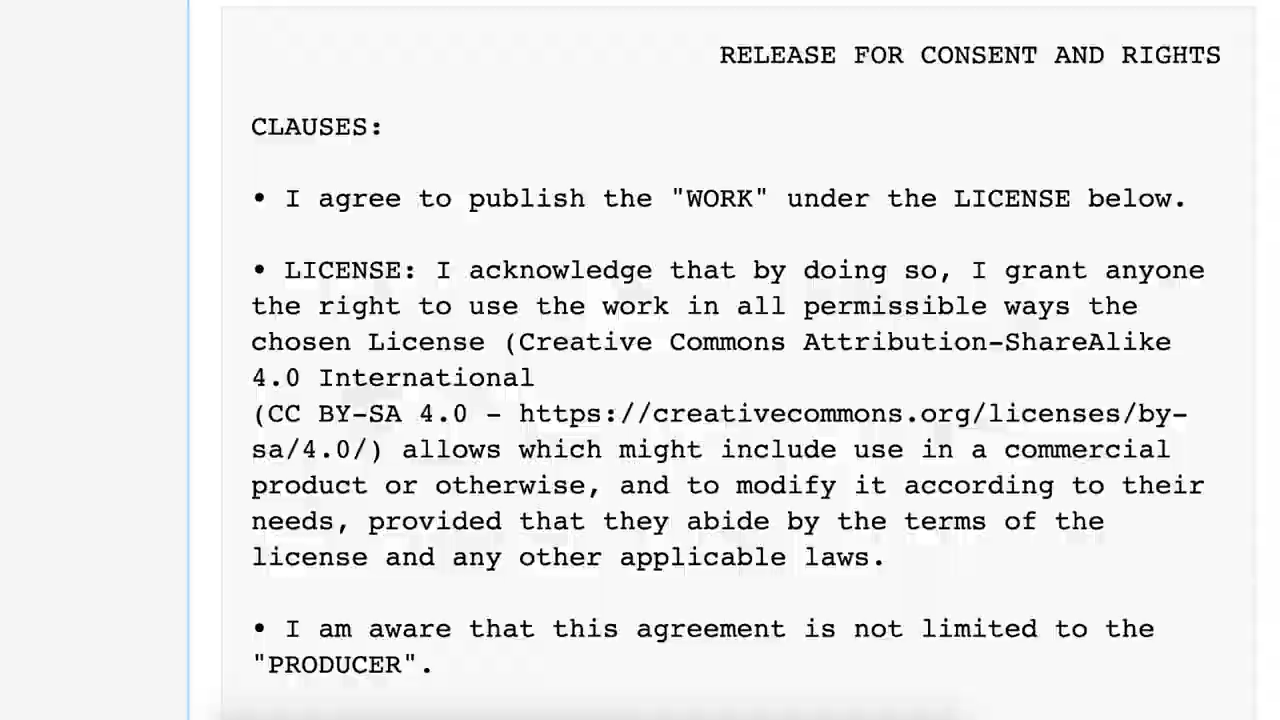 RELEASE FOR CONSENT AND RIGHTS
CLAUSES:
• I agree to publish the "WORK" under the LICENSE below.
• LICENSE: I acknowledge that by doing so, I grant anyone
the right to use the work in all permissible ways the
chosen License (Creative Commons Attribution-ShareAlike
4.0 International
(CC BY-SA 4.0 - https://creativecommons.org/licenses/by-
sa/4.0/) allows which might include use in a commercial
product or otherwise, and to modify it according to their
needs, provided that they abide by the terms of the
license and any other applicable laws.
• I am aware that this agreement is not limited to the
"PRODUCER".